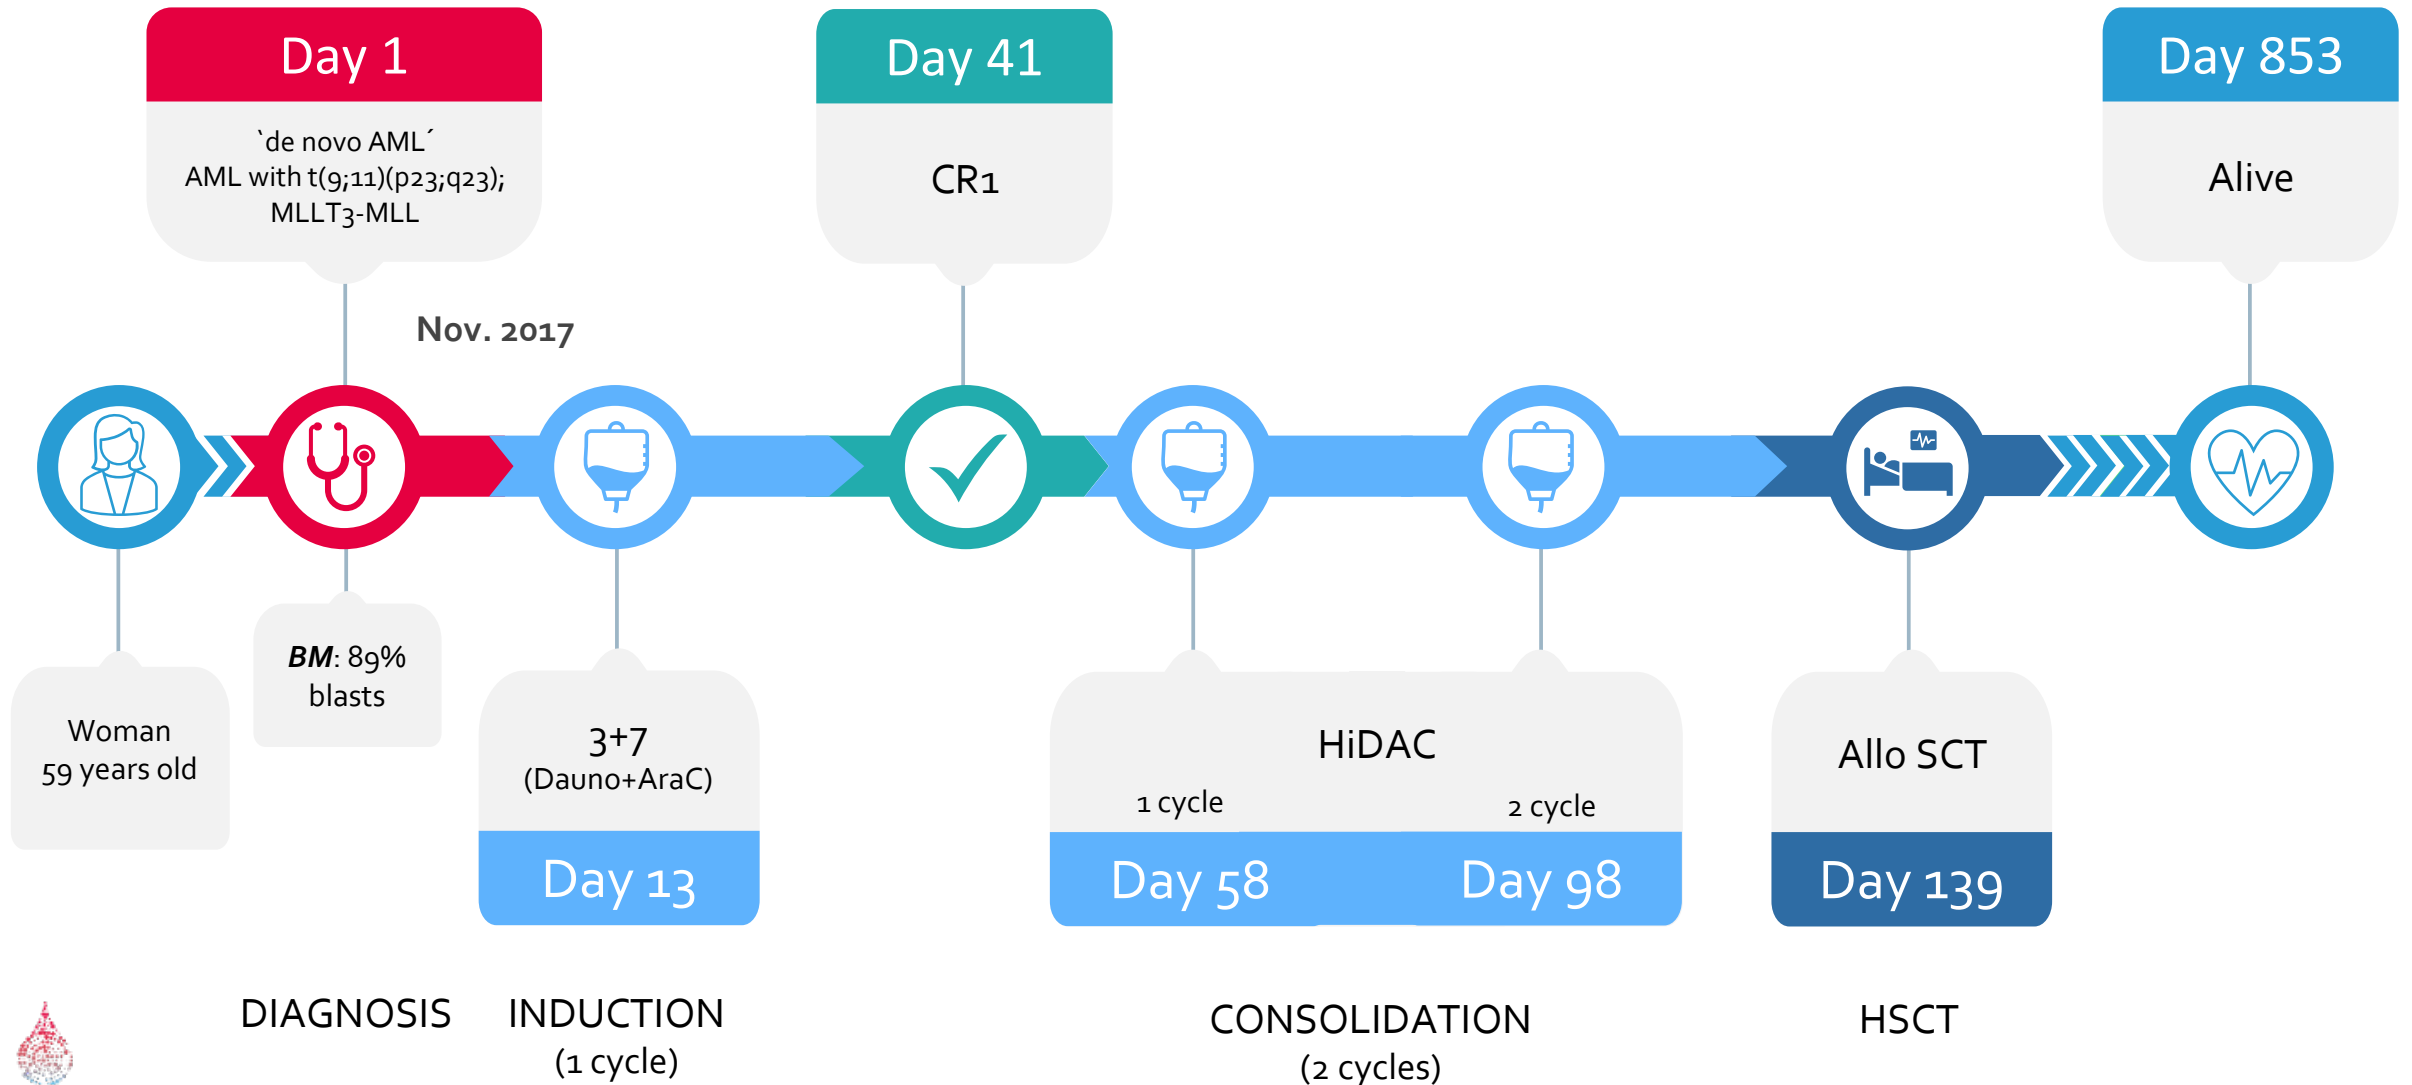 Day 1
`de novo AML´
AML with t(9;11)(p23;q23);
MLLT3-MLL
Day 41
CR1
Day 853
Alive
Nov. 2017
Woman
59 years old
BM: 89%
blasts
3+7
(Dauno+AraC)
Day 13
HiDAC
1 cycle
2 cycle
Day 58
Day 98
Allo SCT
Day 139
DIAGNOSIS
INDUCTION
(1 cycle)
CONSOLIDATION
(2 cycles)
HSCT